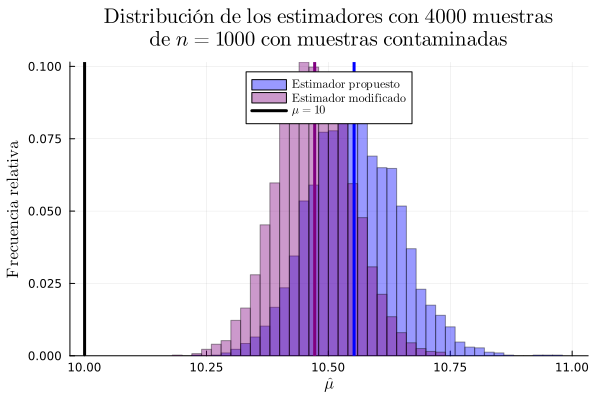 Distribución de los estimadores con 4000 muestras
de n = 1000 con muestras contaminadas
Frecuencia relativa
0.100
0.075
0.050
0.025
0.000
Estimador propuesto
Estimador modificado
μ = 10
10.00 10.25 10.50 10.75 11.00
μ̂